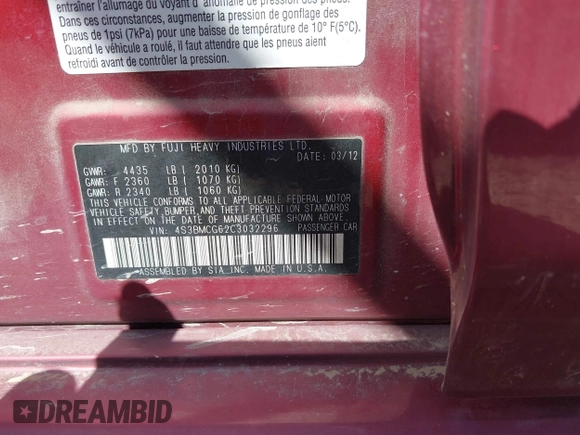 entraîner l'allumage du voyant d' anomalie de pression des pneus.
Dans ces circonstances, augmenter la pression de gonflage des
pneus de 1psi (7kPa) pour une baisse de température de 10° F(5°C).
Quand le véhicule a roulé, il faut attendre que les pneus aient
refroidi avant de contrôler la pression.
MFD BY FUJI HEAVY INDUSTRIES LTD.
DATE: 03/12
GVWR: 4435 LB ( 2010 KG)
GAWR: F 2360 LB ( 1070 KG)
GAWR: R 2340 LB ( 1060 KG)
THIS VEHICLE CONFORMS TO ALL APPLICABLE FEDERAL MOTOR
VEHICLE SAFETY, BUMPER, AND THEFT PREVENTION STANDARDS
IN EFFECT ON THE DATE OF MANUFACTURE SHOWN ABOVE.
VIN: 4S3BMCG62C3032296 PASSENGER CAR
ASSEMBLED BY SIA, INC. MADE IN U.S.A.
DREAMBID